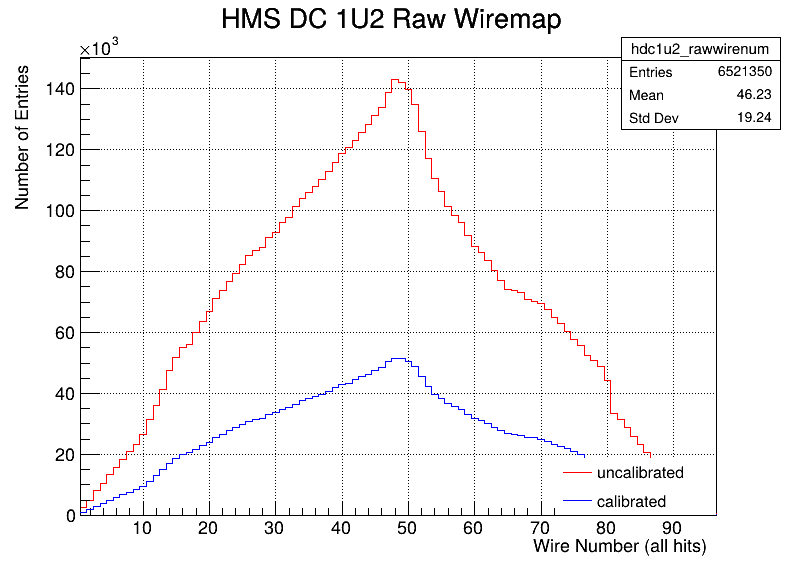 HMS DC 1U2 Raw Wiremap
×10³
hdc1u2_rawwirenum
Entries 6521350
Mean 46.23
Std Dev 19.24
Number of Entries
140
120
100
80
60
40
20
0
uncalibrated
calibrated
10 20 30 40 50 60 70 80 90
Wire Number (all hits)